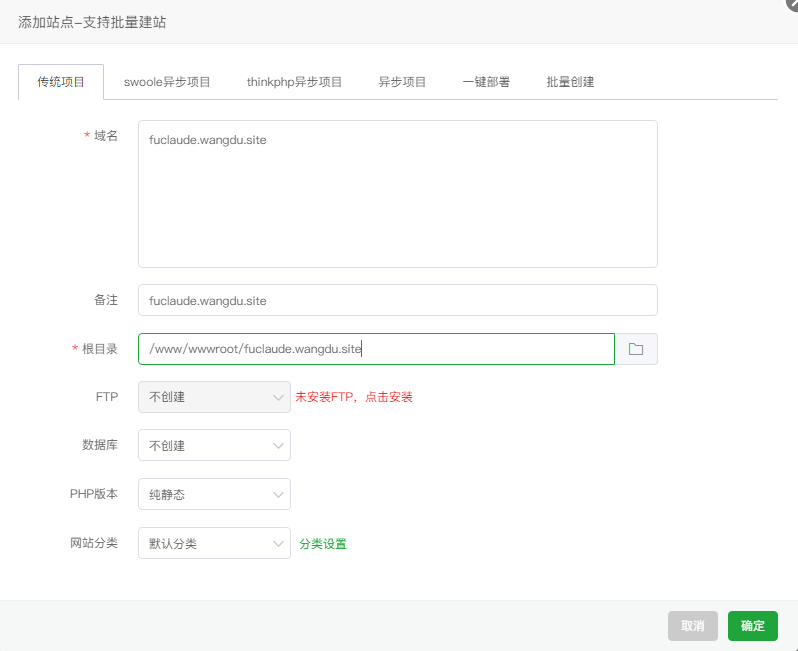 添加站点-支持批量建站
传统项目 swoole异步项目 thinkphp异步项目 异步项目 一键部署 批量创建
* 域名 fuclaude.wangdu.site
备注 fuclaude.wangdu.site
* 根目录 /www/wwwroot/fuclaude.wangdu.site
FTP 不创建 未安装FTP，点击安装
数据库 不创建
PHP版本 纯静态
网站分类 默认分类 分类设置
取消 确定